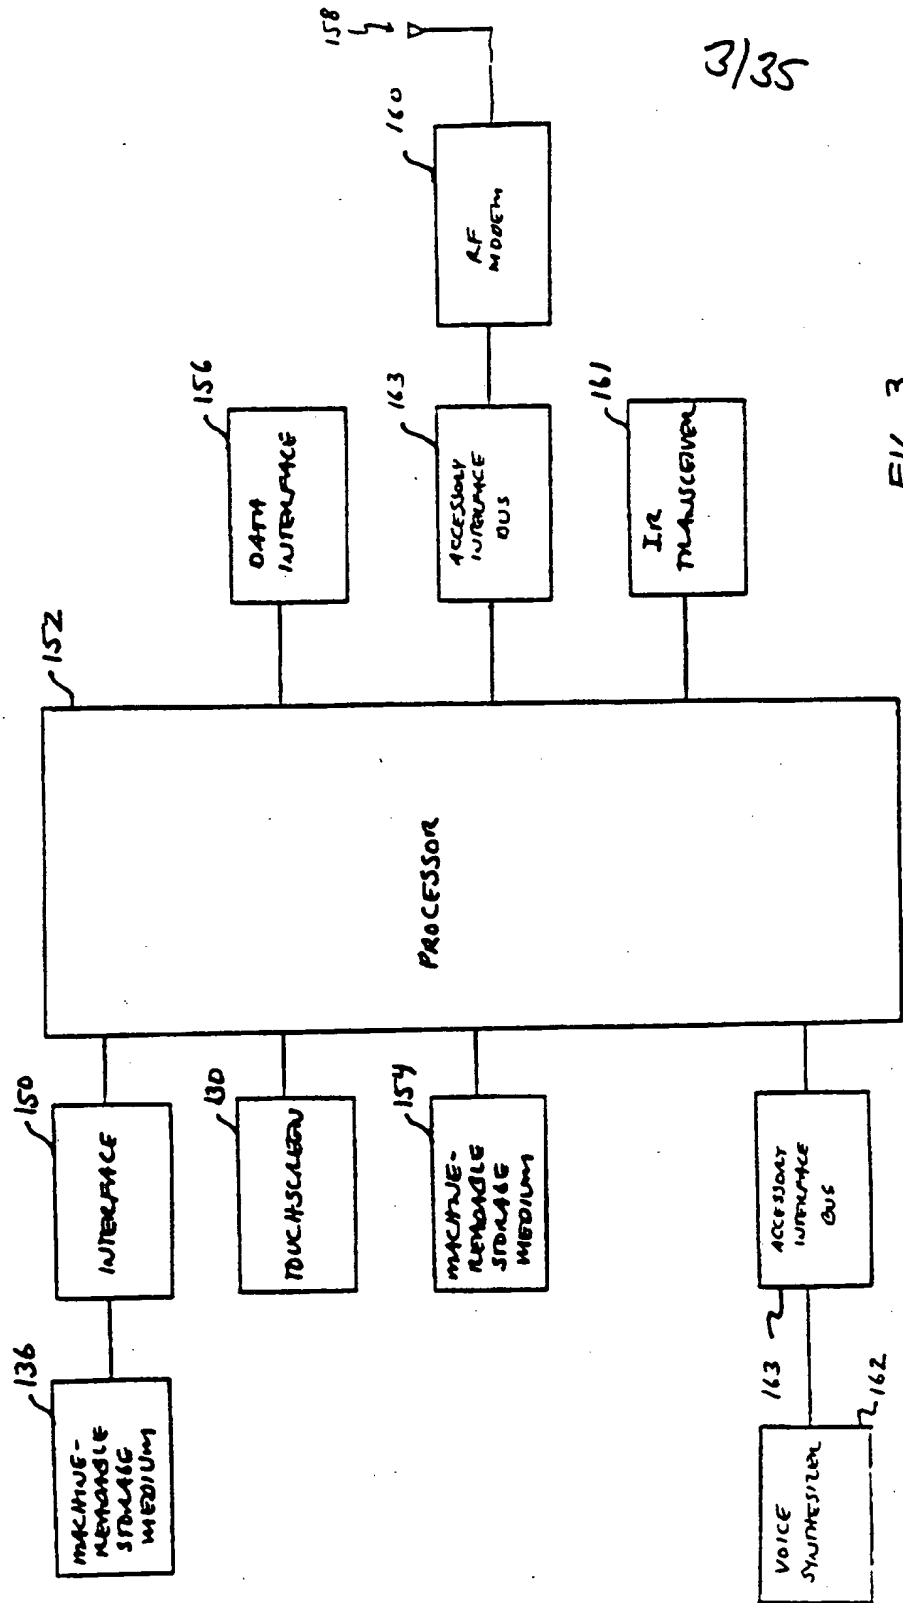 3/35
158
160
RF
MODEM
156
DATA
INTERFACE
163
ACCESSORY
INTERFACE
BUS
161
IR
TRANSCEIVER
152
PROCESSOR
150
INTERFACE
130
TOUCHSCREEN
154
MACHINE-
READABLE
STORAGE
MEDIUM
ACCESSORY
INTERFACE
BUS
163
136
MACHINE-
READABLE
STORAGE
MEDIUM
VOICE
SYNTHESIZER
162
3